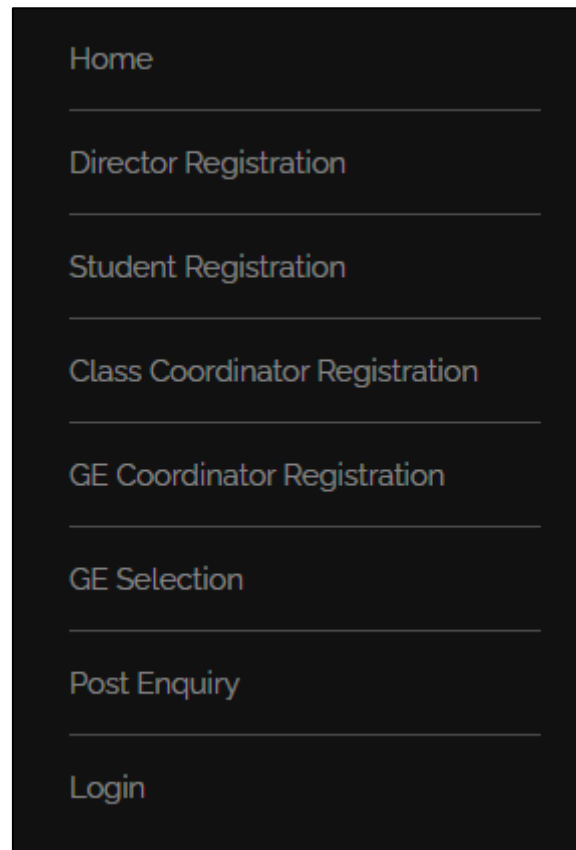 Home
Director Registration
Student Registration
Class Coordinator Registration
GE Coordinator Registration
GE Selection
Post Enquiry
Login